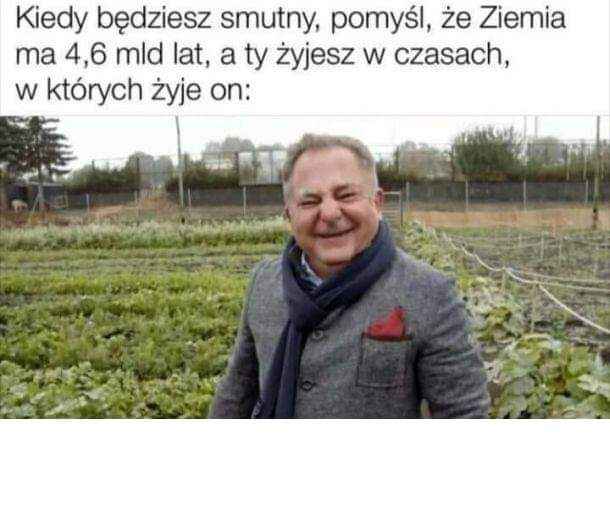 Kiedy będziesz smutny, pomyśl, że Ziemia
ma 4,6 mld lat, a ty żyjesz w czasach,
w których żyje on: